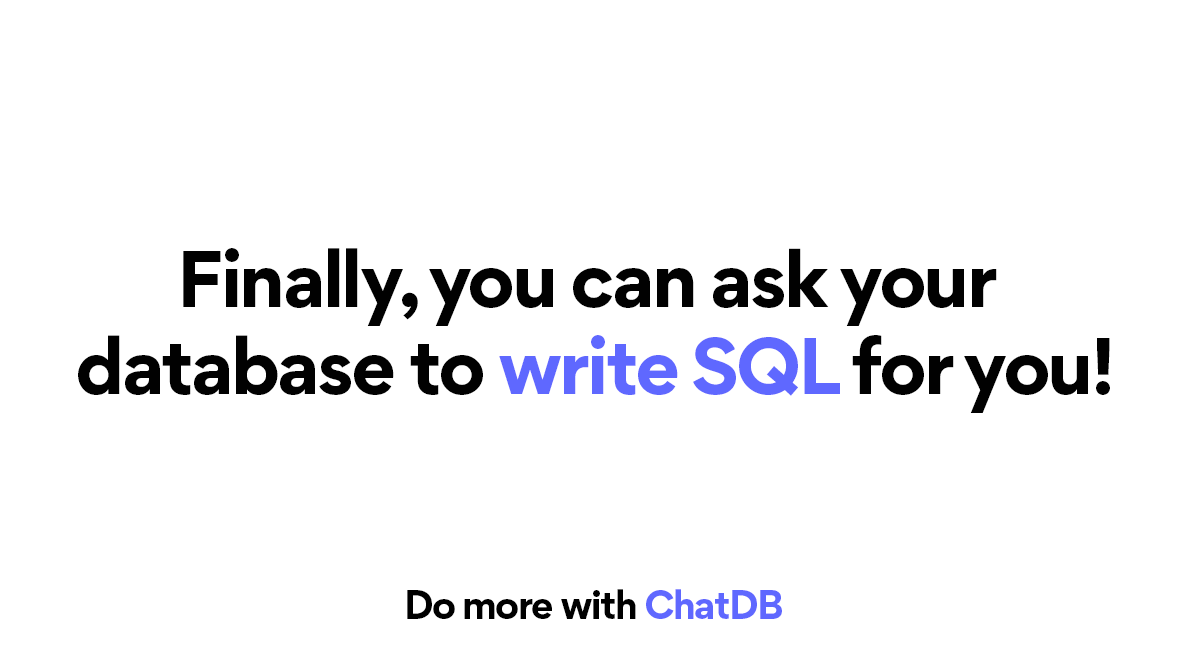 Finally, you can ask your
database to write SQL for you!
Do more with ChatDB